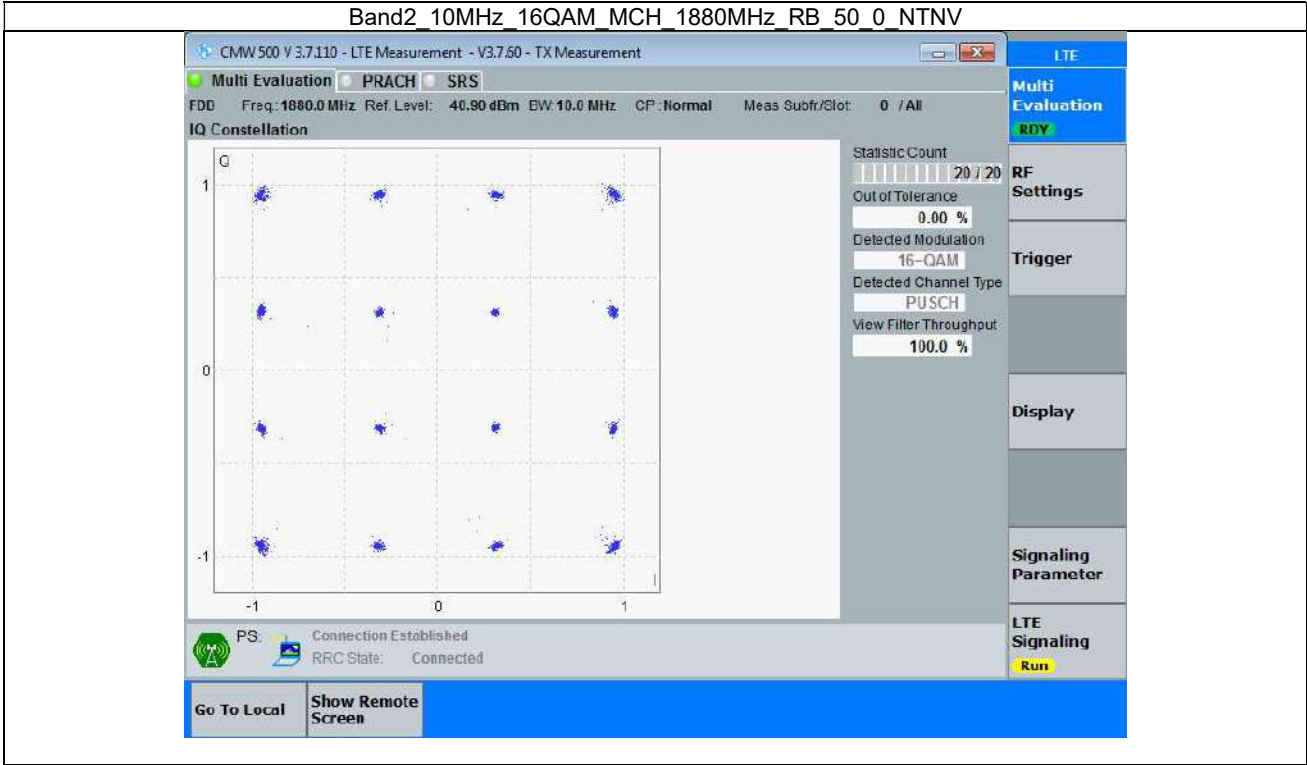 Band2_10MHz_16QAM_MCH_1880MHz_RB_50_0_NTNV
CMW 500 V 3.7.110 - LTE Measurement - V3.7.60 - TX Measurement
LTE
Multi Evaluation PRACH SRS
FDD Freq.: 1880.0 MHz Ref. Level: 40.90 dBm BW: 10.0 MHz CP: Normal Meas Subfr/Slot: 0 / All
IQ Constellation
Q
1
0
-1
-1 0 1
I
Statistic Count
20 / 20
Out of Tolerance
0.00 %
Detected Modulation
16-QAM
Detected Channel Type
PUSCH
View Filter Throughput
100.0 %
Multi
Evaluation
RDY
RF
Settings
Trigger
Display
Signaling
Parameter
LTE
Signaling
Run
PS: Connection Established
RRC State: Connected
Go To Local
Show Remote
Screen